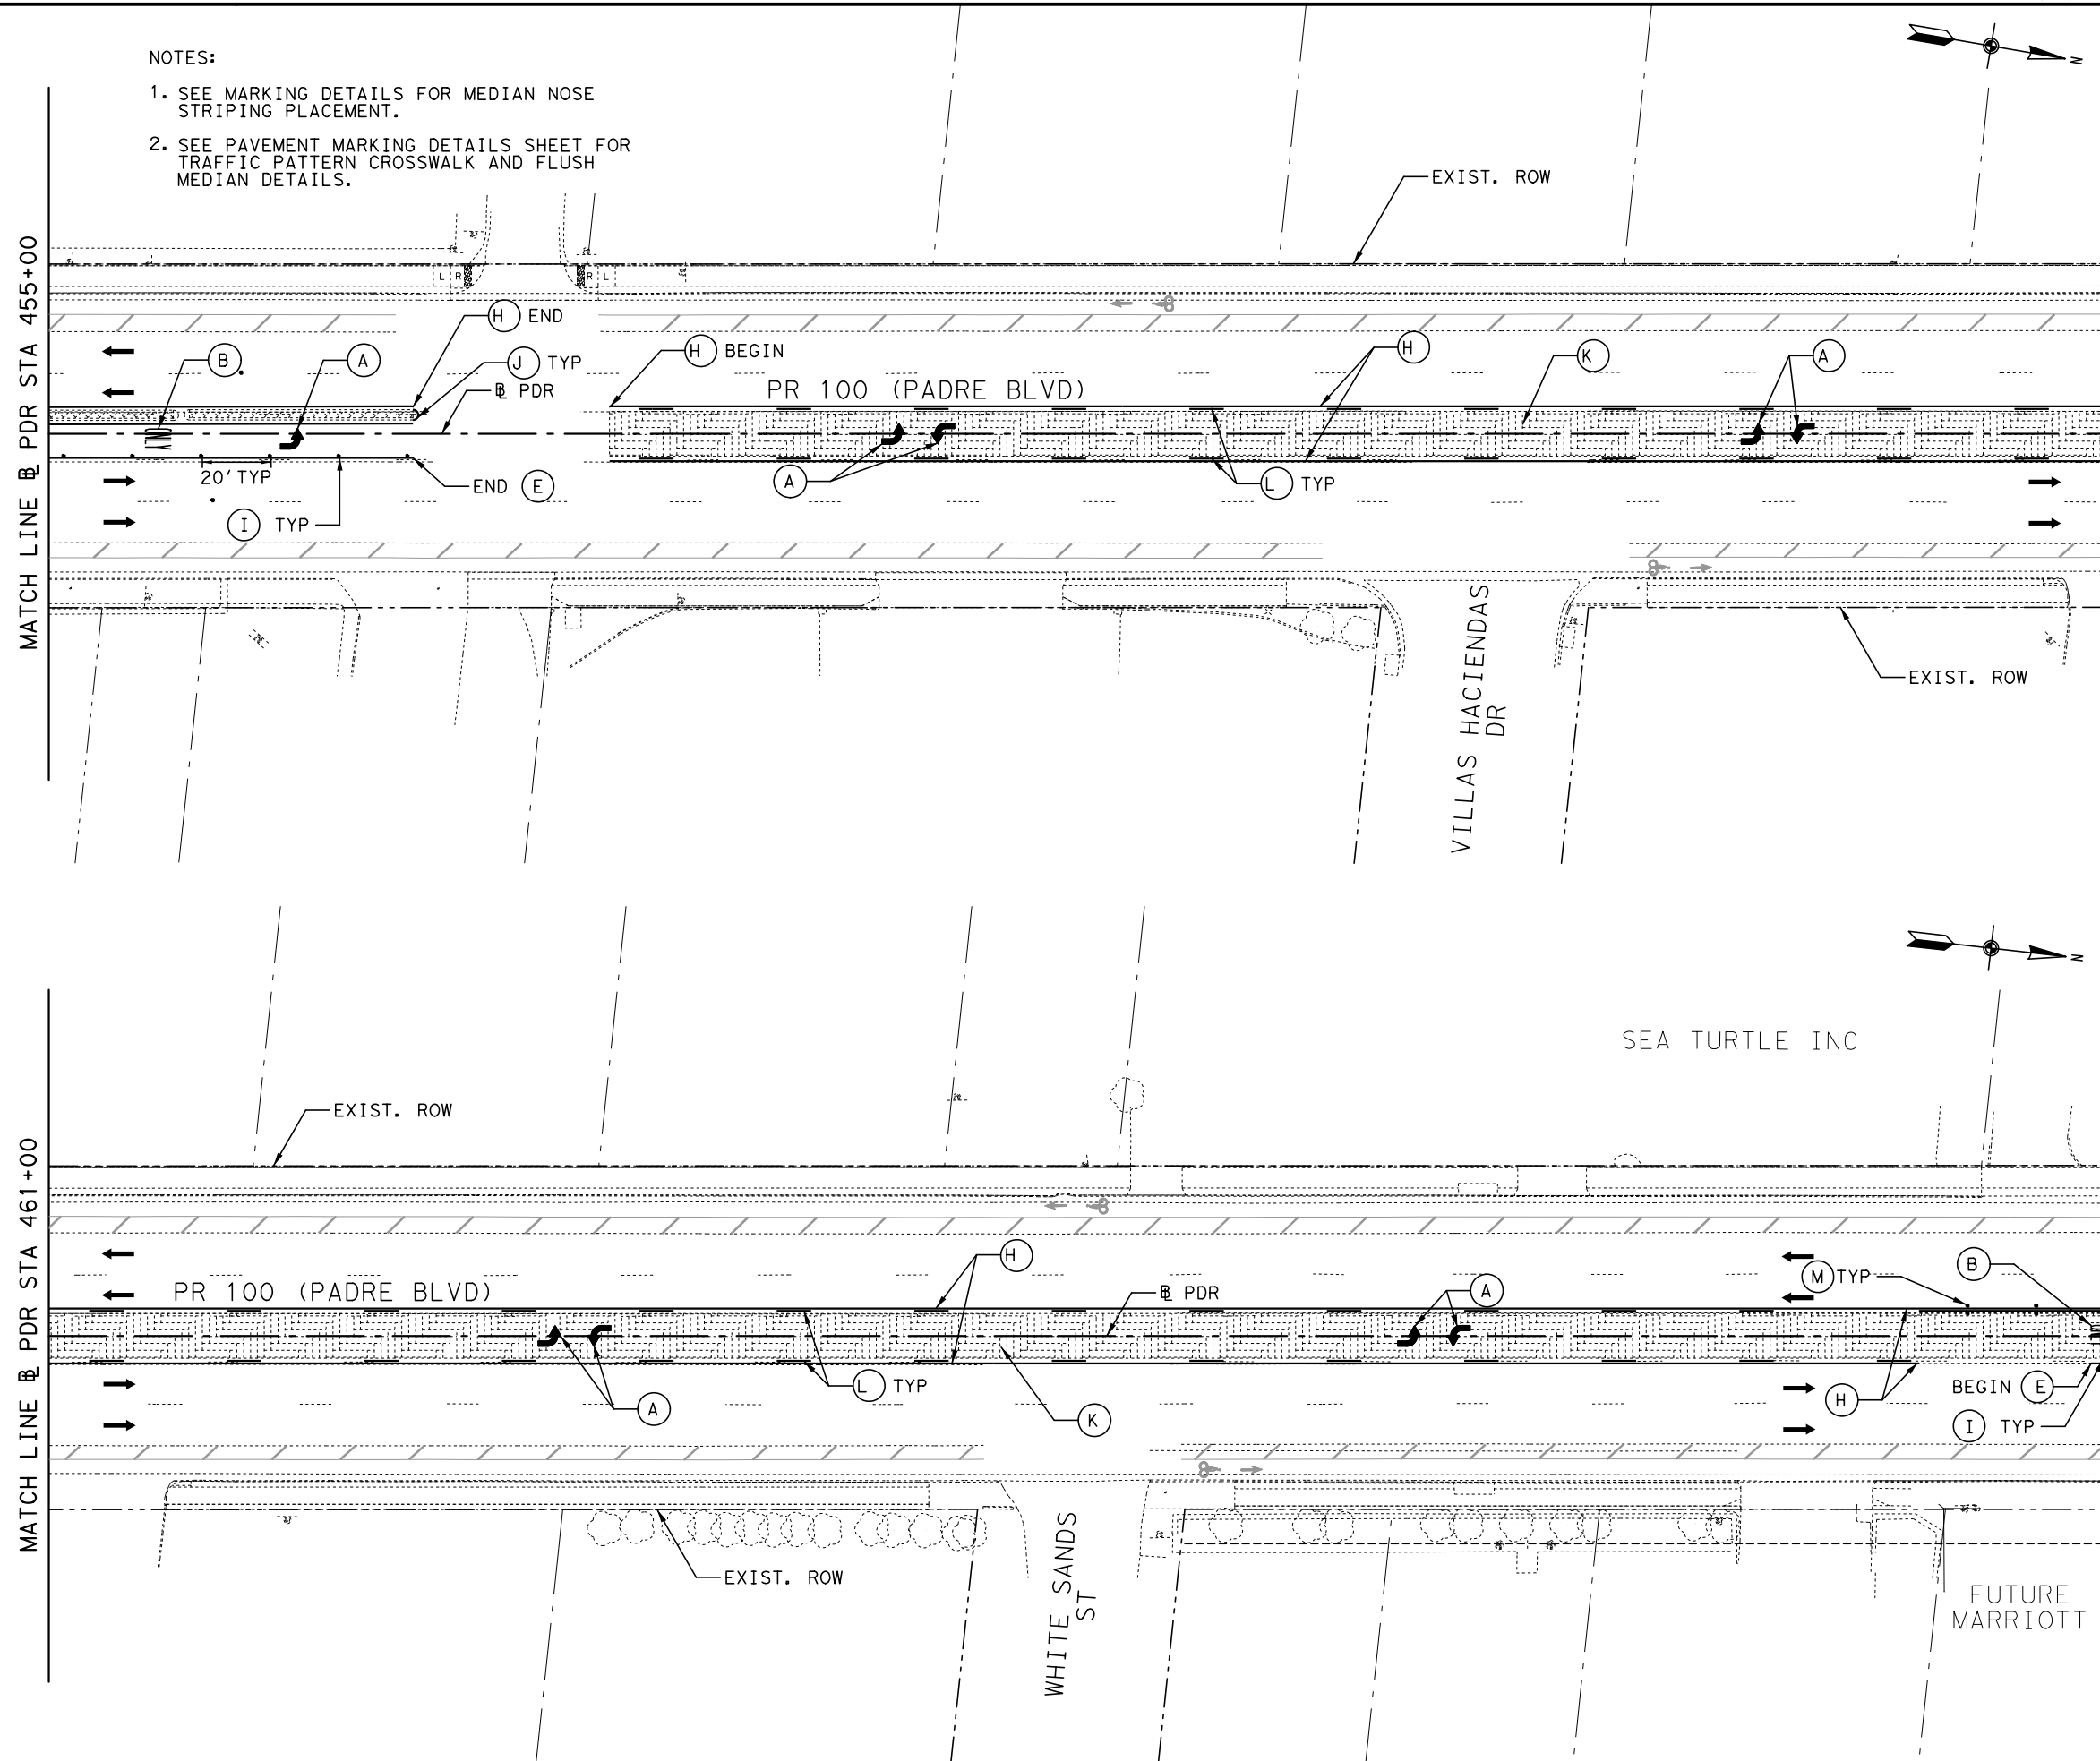 NOTES:
1. SEE MARKING DETAILS FOR MEDIAN NOSE
STRIPING PLACEMENT.
2. SEE PAVEMENT MARKING DETAILS SHEET FOR
TRAFFIC PATTERN CROSSWALK AND FLUSH
MEDIAN DETAILS.
N
EXIST. ROW
MATCH LINE BL PDR STA 455+00
L R
R L
H END
B
A
J TYP
BL PDR
H BEGIN
PR 100 (PADRE BLVD)
H
K
A
20' TYP
END E
I TYP
A
L TYP
VILLAS HACIENDAS
DR
EXIST. ROW
N
SEA TURTLE INC
EXIST. ROW
MATCH LINE BL PDR STA 461+00
PR 100 (PADRE BLVD)
H
BL PDR
A
M TYP
B
A
L TYP
K
H
BEGIN E
I TYP
EXIST. ROW
WHITE SANDS
ST
FUTURE
MARRIOTT